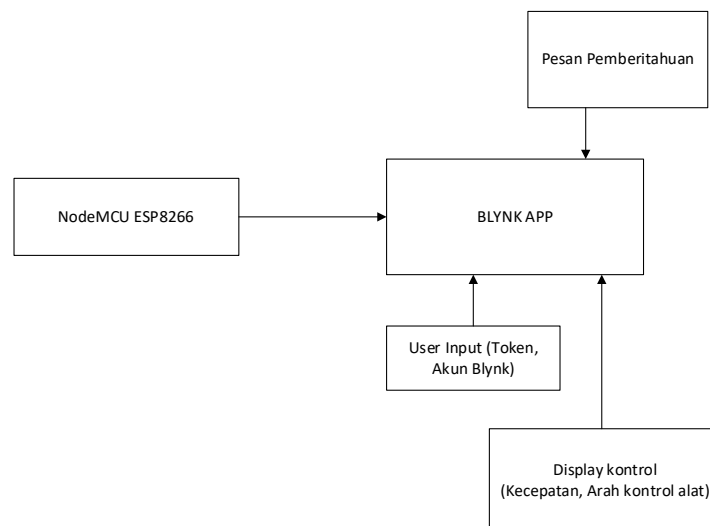 Pesan Pemberitahuan
NodeMCU ESP8266
BLYNK APP
User Input (Token,
Akun Blynk)
Display kontrol
(Kecepatan, Arah kontrol alat)